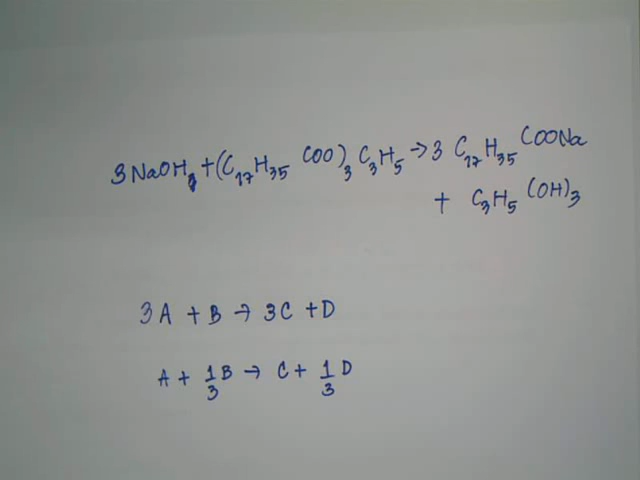 3NaOH + (C₁₇H₃₅ COO)₃ C₃H₅ → 3 C₁₇H₃₅ COONa
+ C₃H₅ (OH)₃
3A + B → 3C + D
A + 1/3 B → C + 1/3 D